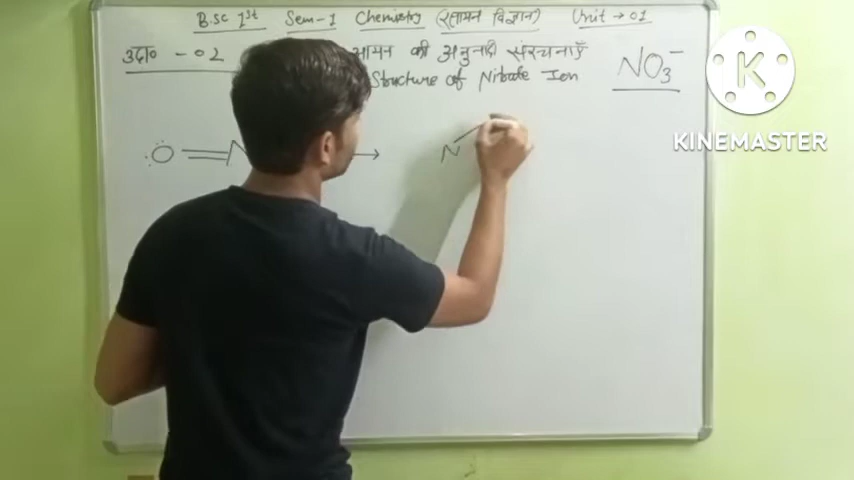 B.Sc 1st Sem-1 Chemistry (रसायन विज्ञान) Unit → 01
उदा० - 02 आयन की अनुनादी संरचनाएँ NO₃⁻
Structure of Nitrate Ion
K
KINEMASTER
O = N → N